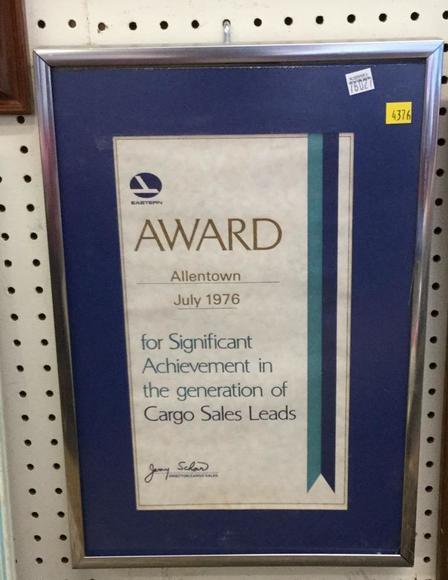 76027
4376
EASTERN
AWARD
Allentown
July 1976
for Significant
Achievement in
the generation of
Cargo Sales Leads
DIRECTOR/CARGO SALES